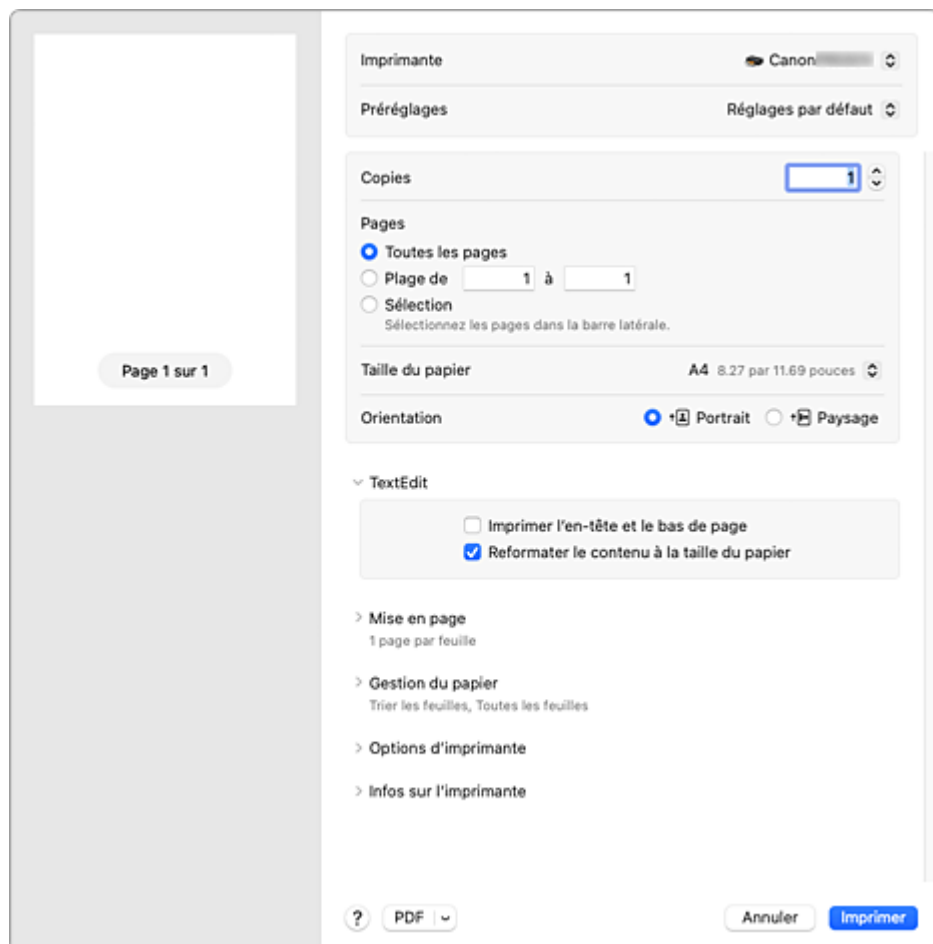 Imprimante Canon
Préréglages Réglages par défaut
Copies 1
Pages
Toutes les pages
Plage de 1 à 1
Sélection
Sélectionnez les pages dans la barre latérale.
Page 1 sur 1
Taille du papier A4 8.27 par 11.69 pouces
Orientation Portrait Paysage
TextEdit
Imprimer l'en-tête et le bas de page
Reformater le contenu à la taille du papier
Mise en page
1 page par feuille
Gestion du papier
Trier les feuilles, Toutes les feuilles
Options d'imprimante
Infos sur l'imprimante
? PDF Annuler Imprimer